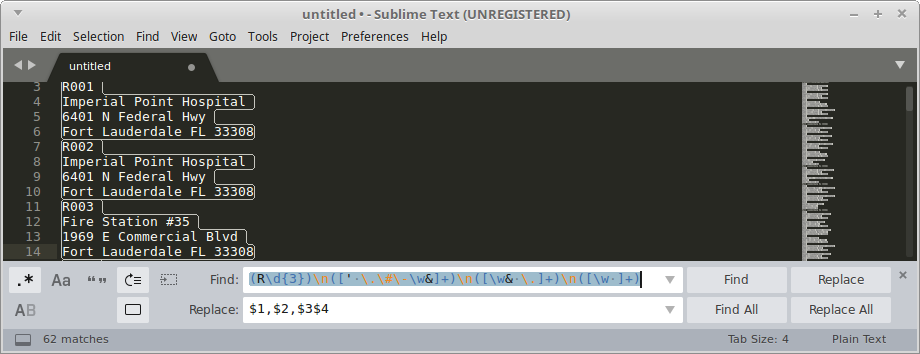 untitled • - Sublime Text (UNREGISTERED)
File Edit Selection Find View Goto Tools Project Preferences Help
untitled
3 R001
4 Imperial Point Hospital
5 6401 N Federal Hwy
6 Fort Lauderdale FL 33308
7 R002
8 Imperial Point Hospital
9 6401 N Federal Hwy
10 Fort Lauderdale FL 33308
11 R003
12 Fire Station #35
13 1969 E Commercial Blvd
14 Fort Lauderdale FL 33308
.* Aa “” Find: (R\d{3})\n([' \.\#\-\w&]+)\n([\w& \.]+)\n([\w ]+) Find Replace
AB Replace: $1,$2,$3$4 Find All Replace All
62 matches Tab Size: 4 Plain Text